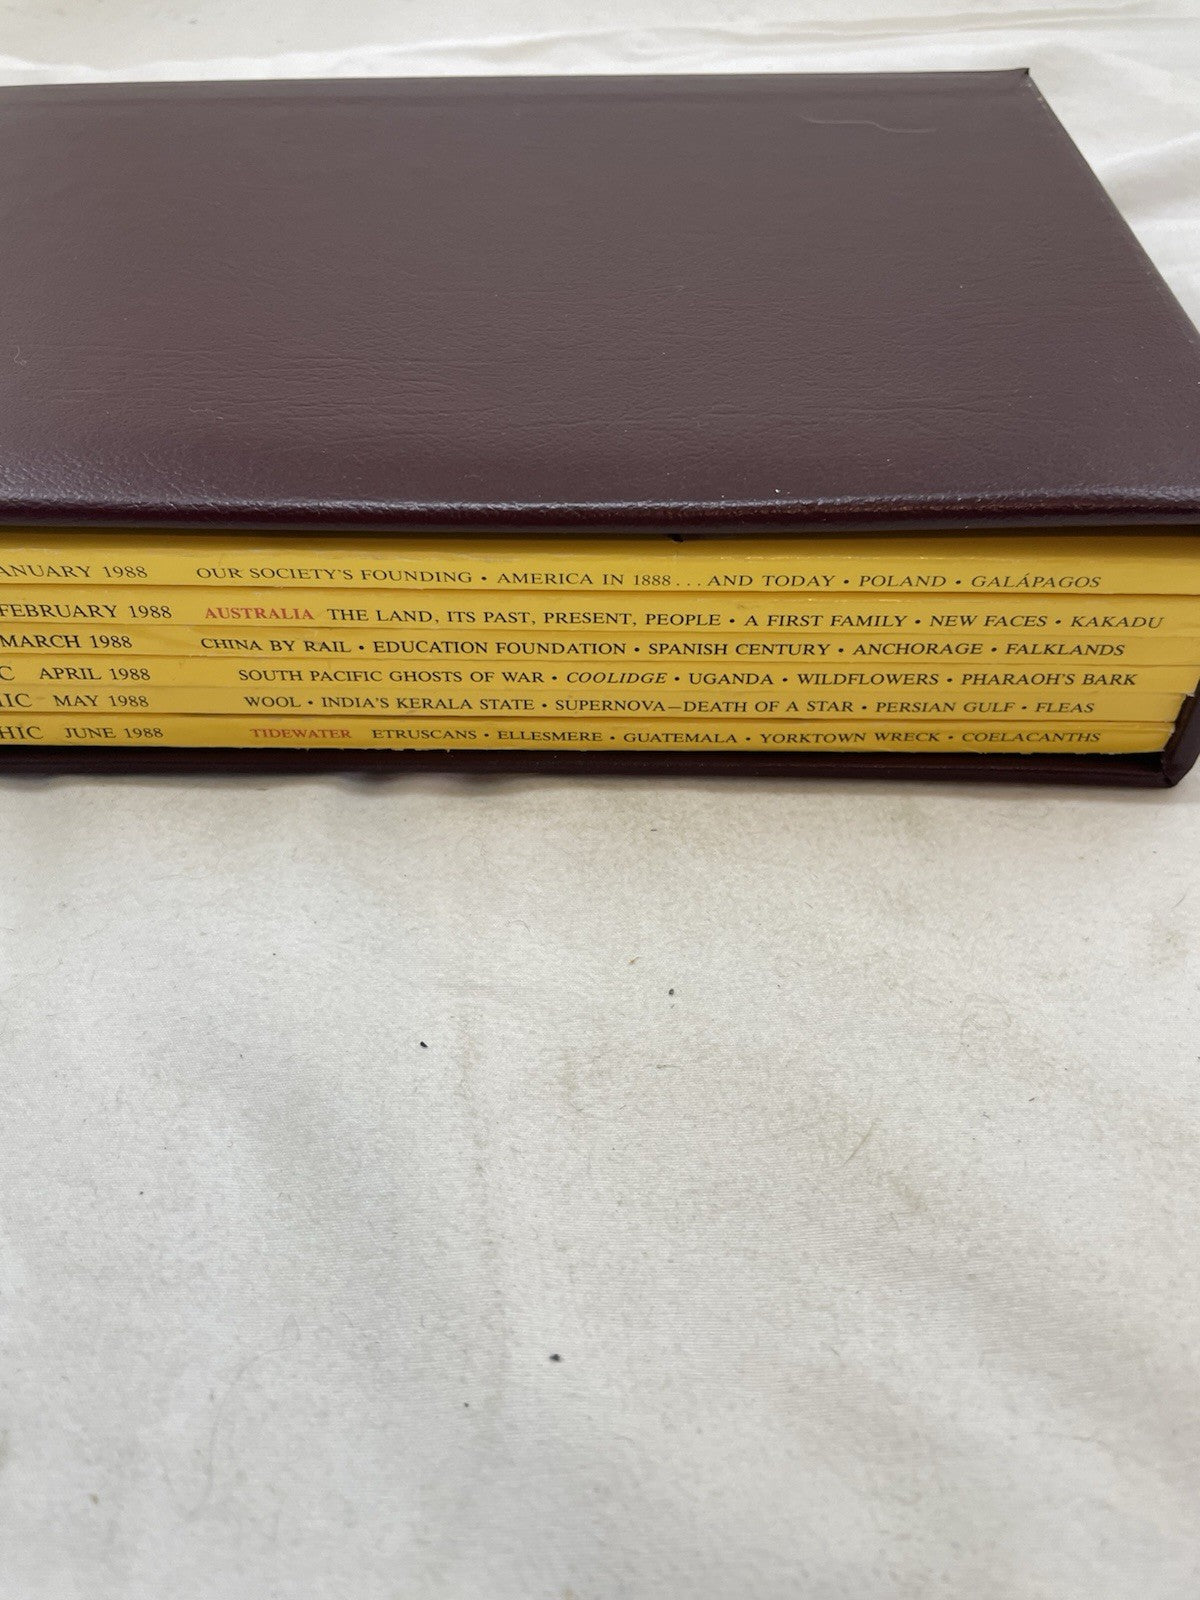 ANUARY 1988 OUR SOCIETY'S FOUNDING • AMERICA IN 1888... AND TODAY • POLAND • GALÁPAGOS
FEBRUARY 1988 AUSTRALIA THE LAND, ITS PAST, PRESENT, PEOPLE • A FIRST FAMILY • NEW FACES • KAKADU
MARCH 1988 CHINA BY RAIL • EDUCATION FOUNDATION • SPANISH CENTURY • ANCHORAGE • FALKLANDS
C APRIL 1988 SOUTH PACIFIC GHOSTS OF WAR • COOLIDGE • UGANDA • WILDFLOWERS • PHARAOH'S BARK
IC MAY 1988 WOOL • INDIA'S KERALA STATE • SUPERNOVA—DEATH OF A STAR • PERSIAN GULF • FLEAS
HIC JUNE 1988 TIDEWATER ETRUSCANS • ELLESMERE • GUATEMALA • YORKTOWN WRECK • COELACANTHS